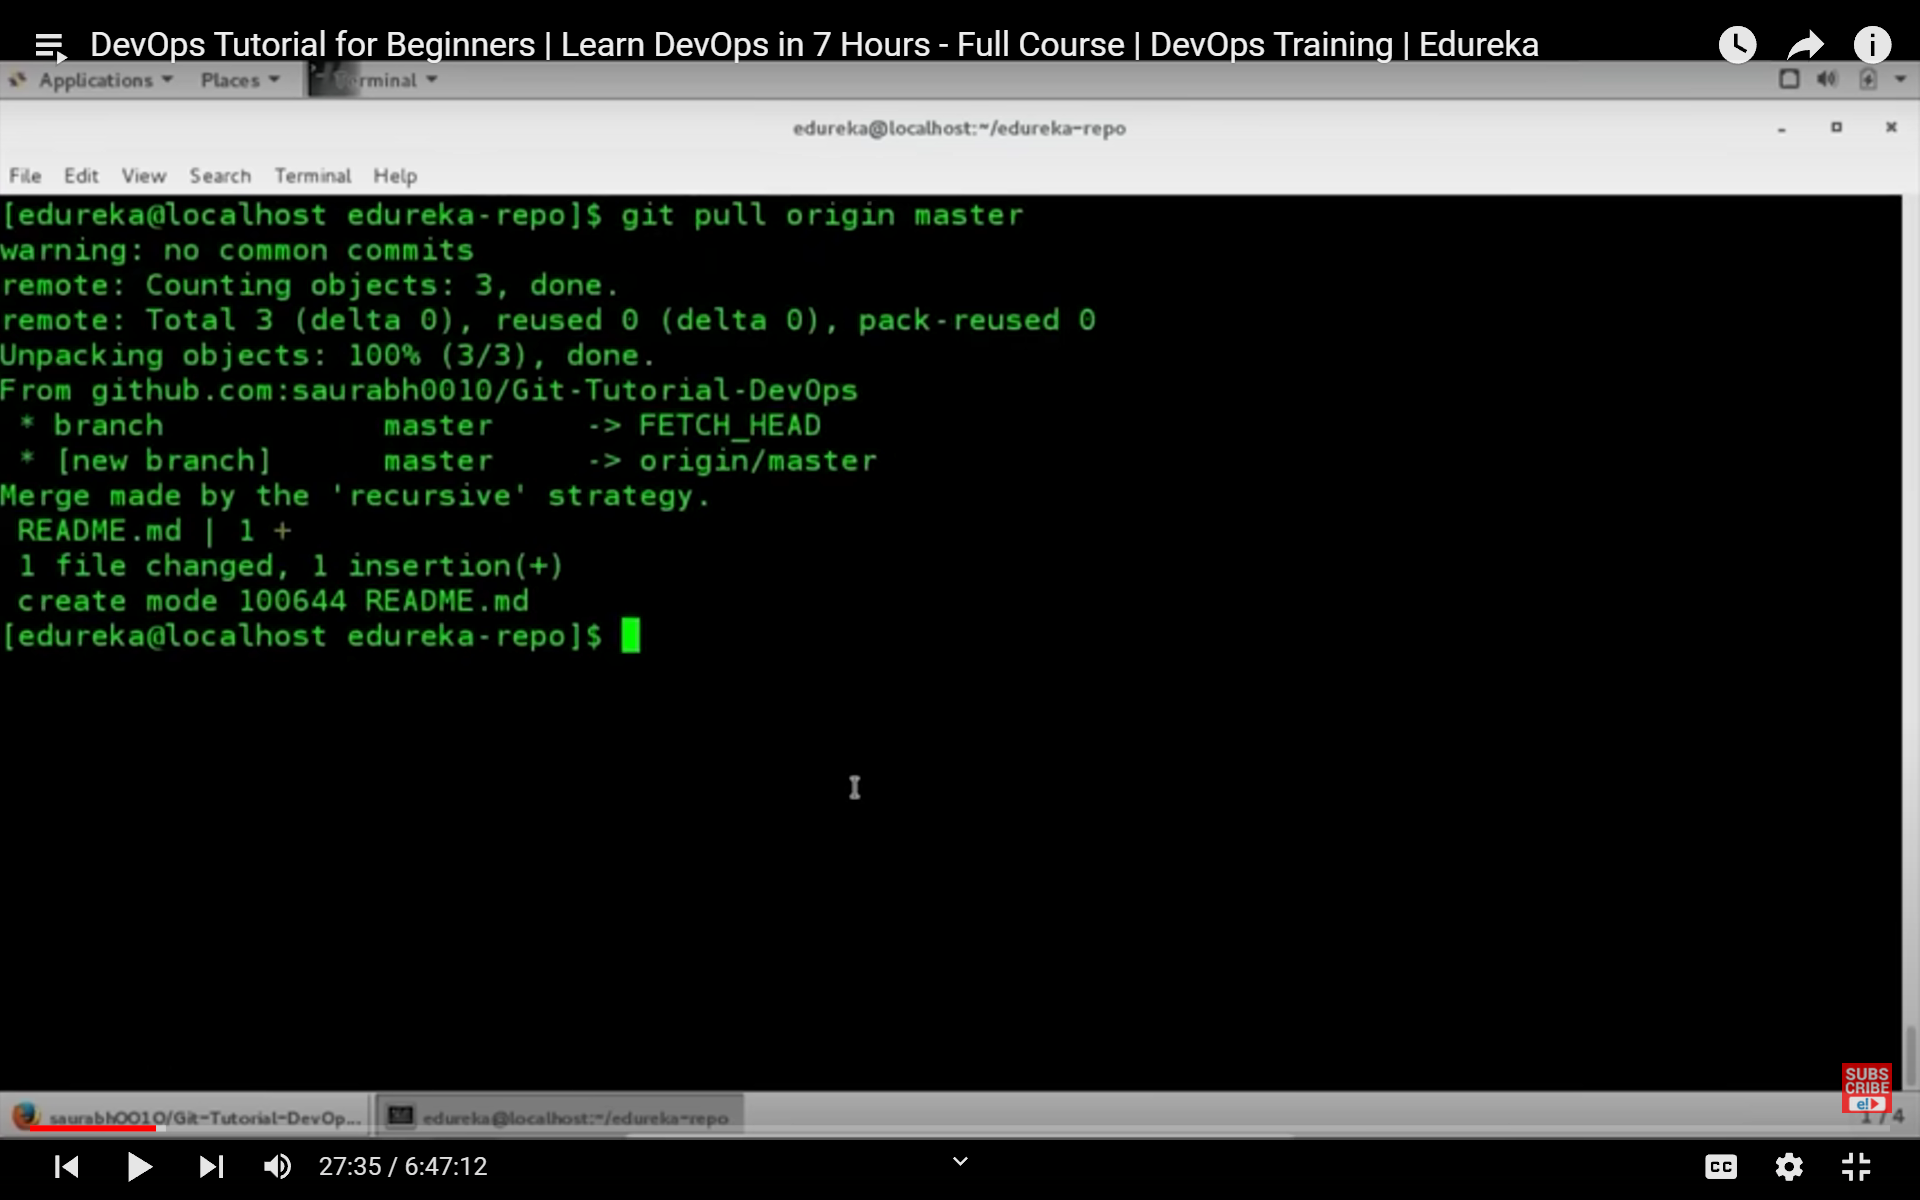 DevOps Tutorial for Beginners | Learn DevOps in 7 Hours - Full Course | DevOps Training | Edureka
Applications Places Terminal
edureka@localhost:~/edureka-repo
File Edit View Search Terminal Help
[edureka@localhost edureka-repo]$ git pull origin master
warning: no common commits
remote: Counting objects: 3, done.
remote: Total 3 (delta 0), reused 0 (delta 0), pack-reused 0
Unpacking objects: 100% (3/3), done.
From github.com:saurabh0010/Git-Tutorial-DevOps
* branch master -> FETCH_HEAD
* [new branch] master -> origin/master
Merge made by the 'recursive' strategy.
README.md | 1 +
1 file changed, 1 insertion(+)
create mode 100644 README.md
[edureka@localhost edureka-repo]$
SUBS
CRIBE
e!
saurabh0010/Git-Tutorial-DevOp... edureka@localhost:~/edureka-repo 1 / 4
27:35 / 6:47:12 CC